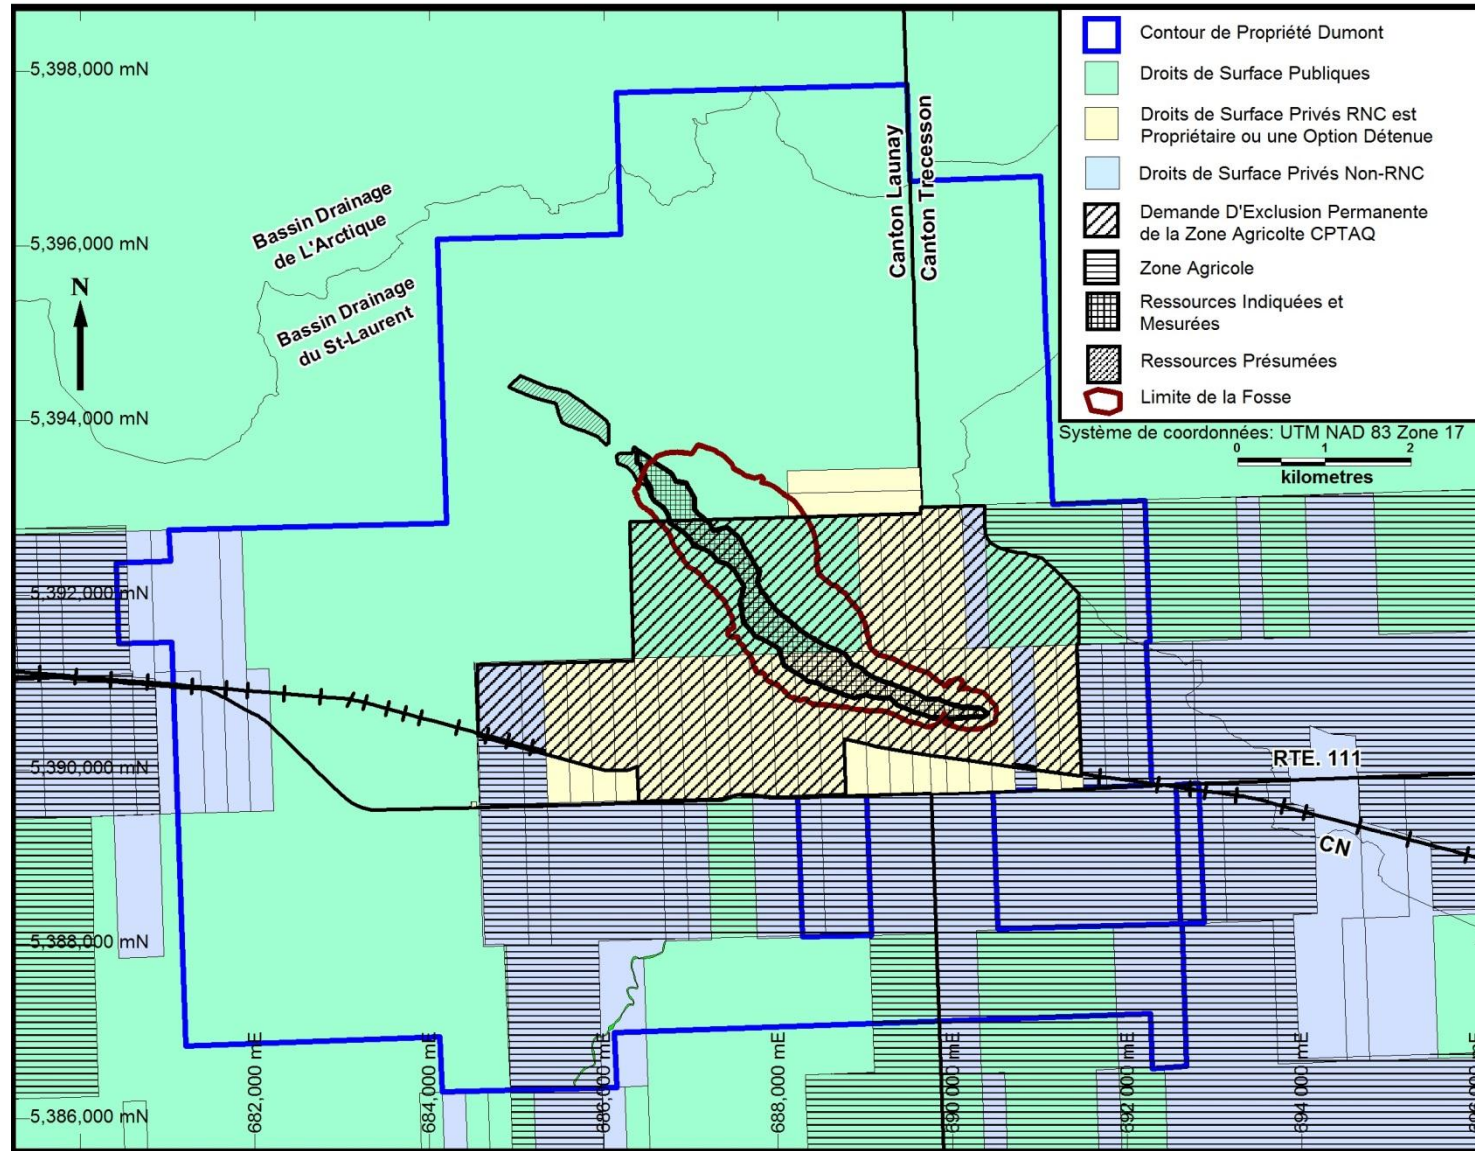 Contour de Propriété Dumont
Droits de Surface Publiques
Droits de Surface Privés RNC est
Propriétaire ou une Option Détenue
Droits de Surface Privés Non-RNC
Demande D'Exclusion Permanente
de la Zone Agricolte CPTAQ
Zone Agricole
Ressources Indiquées et
Mesurées
Ressources Présumées
Limite de la Fosse
Système de coordonnées: UTM NAD 83 Zone 17
0 1 2
kilometres
5,398,000 mN
5,396,000 mN
5,394,000 mN
5,392,000 mN
5,390,000 mN
5,388,000 mN
5,386,000 mN
N
Bassin Drainage
de L'Arctique
Bassin Drainage
du St-Laurent
Canton Launay
Canton Trecesson
RTE. 111
CN
682,000 mE
684,000 mE
686,000 mE
688,000 mE
690,000 mE
692,000 mE
694,000 mE